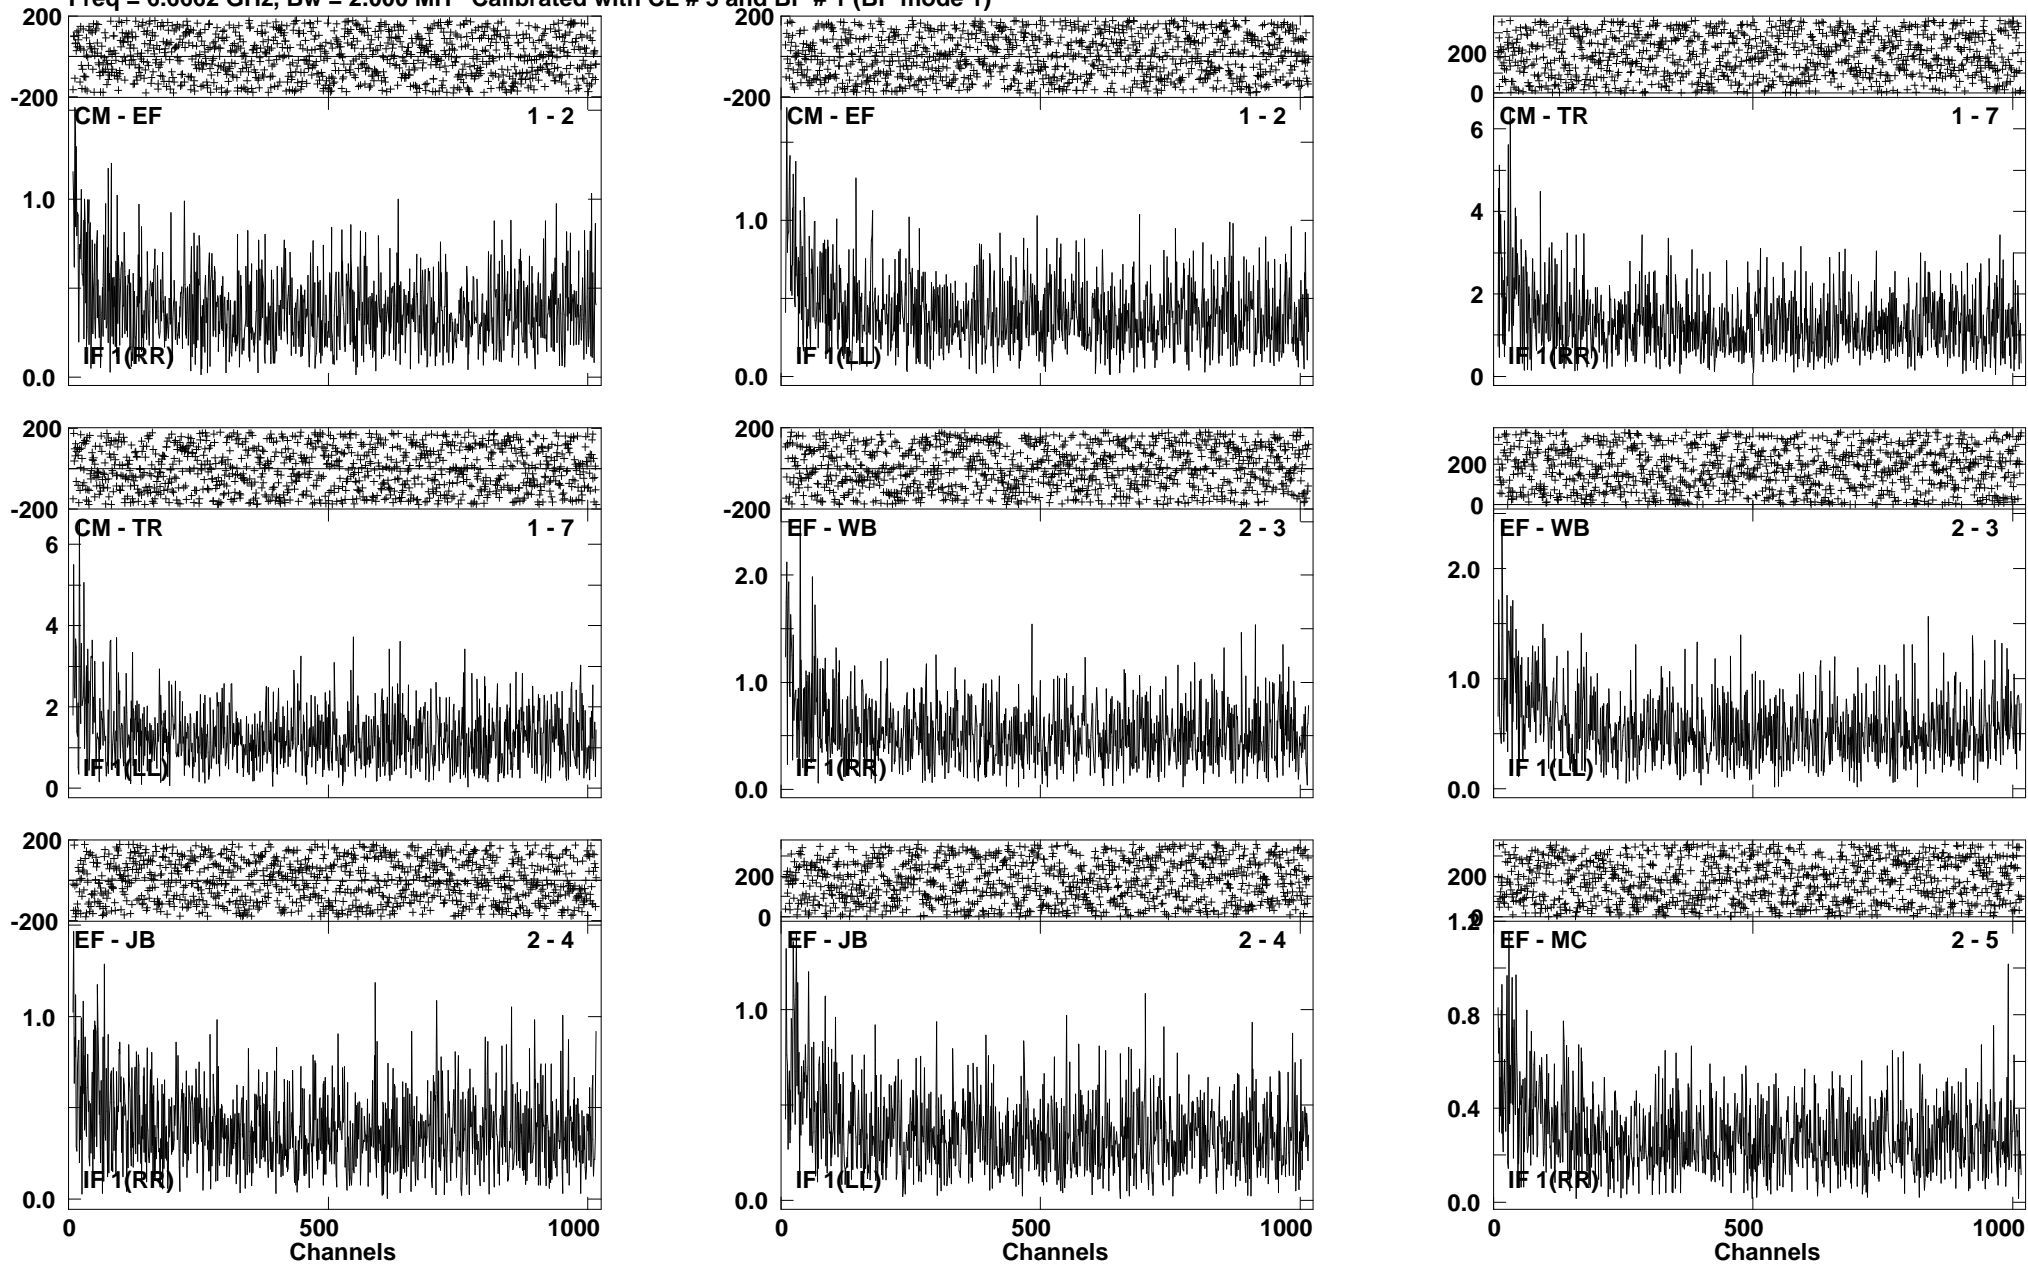 Freq = 6.6662 GHz, Bw = 2.000 MH Calibrated with CL # 3 and BP # 1 (BP mode 1)
200
-200
CM - EF 1 - 2
1.0
IF 1(RR)
0.0
200
-200
CM - EF 1 - 2
1.0
IF 1(LL)
0.0
200
0
CM - TR 1 - 7
6
4
2
IF 1(RR)
0
200
-200
CM - TR 1 - 7
6
4
2
IF 1(LL)
0
200
-200
EF - WB 2 - 3
2.0
1.0
IF 1(RR)
0.0
200
0
EF - WB 2 - 3
2.0
1.0
IF 1(LL)
0.0
200
-200
EF - JB 2 - 4
1.0
IF 1(RR)
0.0
0 500 1000
Channels
200
0
EF - JB 2 - 4
1.0
IF 1(LL)
0.0
0 500 1000
Channels
200
0
1.2
EF - MC 2 - 5
0.8
0.4
IF 1(RR)
0.0
0 500 1000
Channels